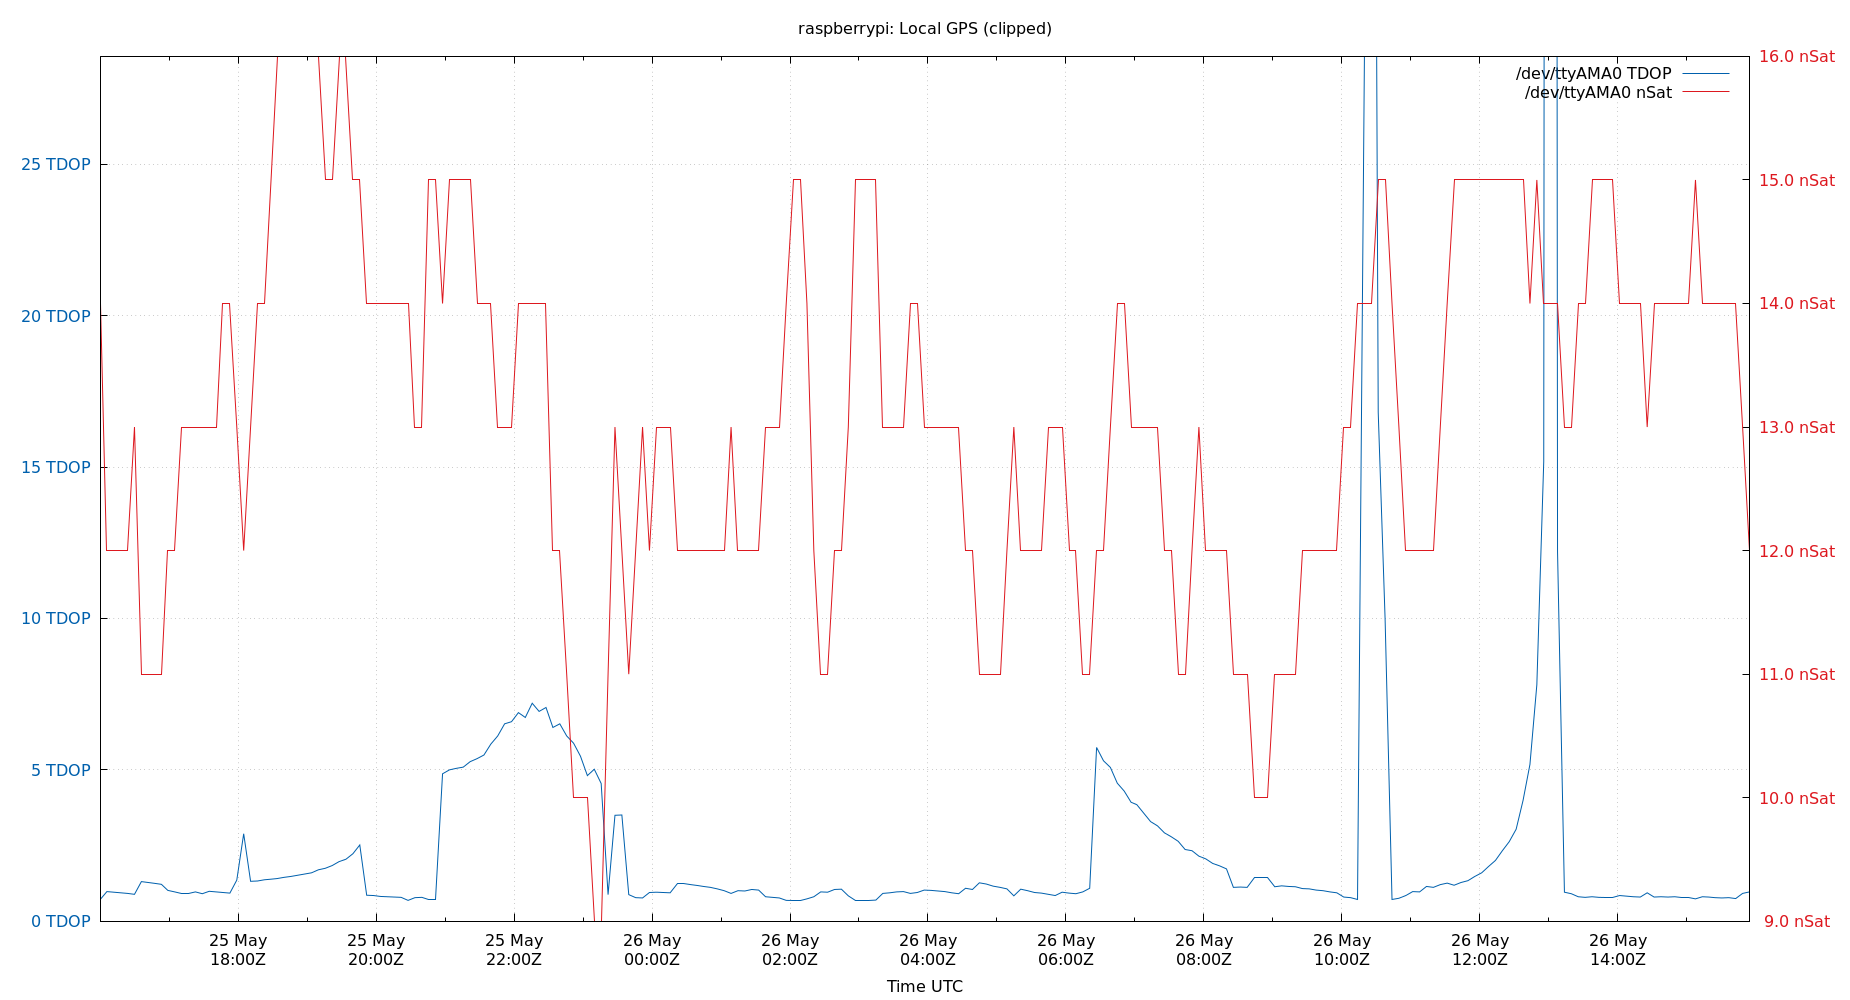 raspberrypi: Local GPS (clipped)
/dev/ttyAMA0 TDOP
/dev/ttyAMA0 nSat
25 TDOP
20 TDOP
15 TDOP
10 TDOP
5 TDOP
0 TDOP
16.0 nSat
15.0 nSat
14.0 nSat
13.0 nSat
12.0 nSat
11.0 nSat
10.0 nSat
9.0 nSat
25 May
18:00Z
25 May
20:00Z
25 May
22:00Z
26 May
00:00Z
26 May
02:00Z
26 May
04:00Z
26 May
06:00Z
26 May
08:00Z
26 May
10:00Z
26 May
12:00Z
26 May
14:00Z
Time UTC